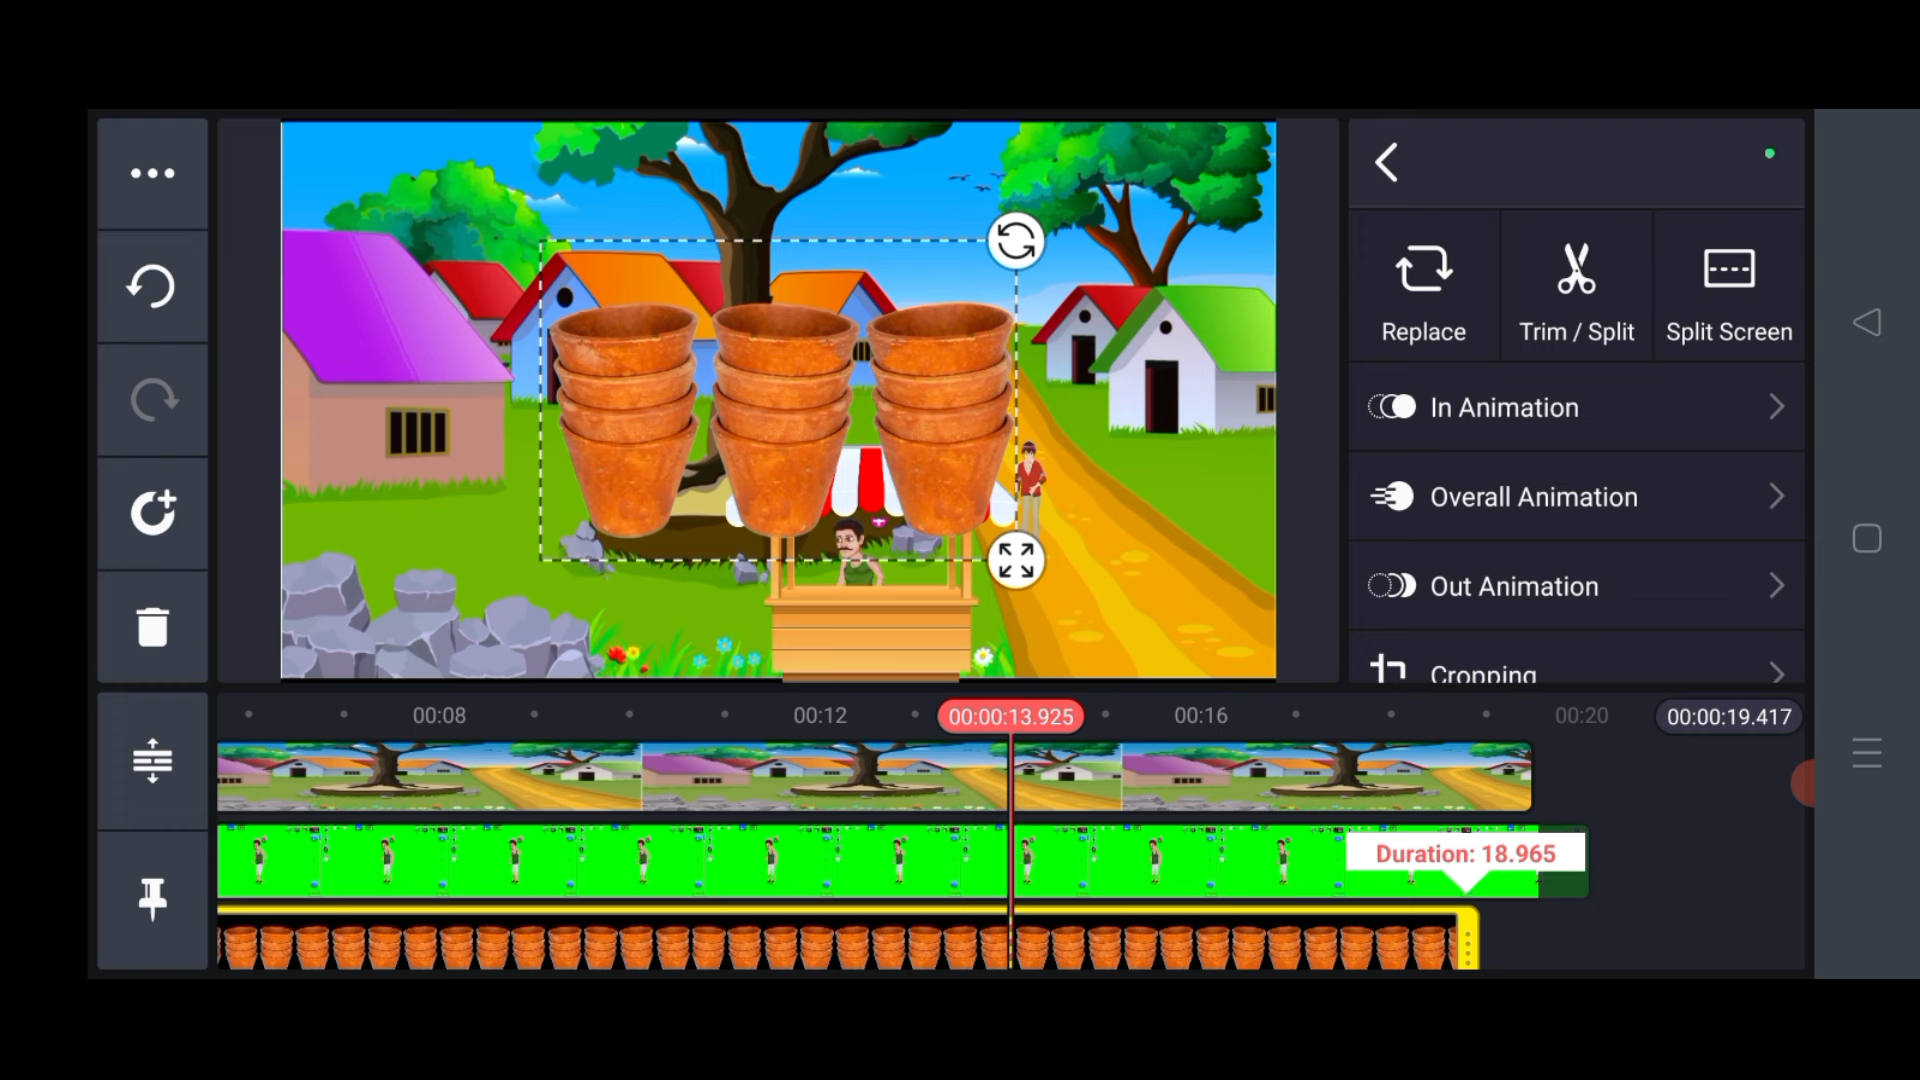 Replace
Trim / Split
Split Screen
In Animation
Overall Animation
Out Animation
Cropping
00:08
00:12
00:00:13.925
00:16
00:20
00:00:19.417
Duration: 18.965